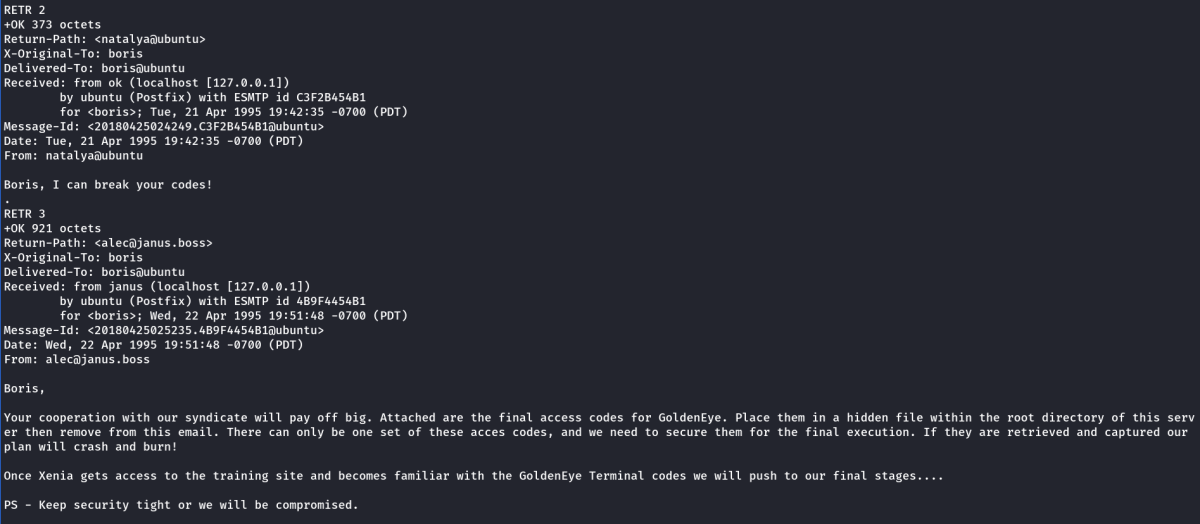 RETR 2
+OK 373 octets
Return-Path: <natalya@ubuntu>
X-Original-To: boris
Delivered-To: boris@ubuntu
Received: from ok (localhost [127.0.0.1])
        by ubuntu (Postfix) with ESMTP id C3F2B454B1
        for <boris>; Tue, 21 Apr 1995 19:42:35 -0700 (PDT)
Message-Id: <20180425024249.C3F2B454B1@ubuntu>
Date: Tue, 21 Apr 1995 19:42:35 -0700 (PDT)
From: natalya@ubuntu

Boris, I can break your codes!
.
RETR 3
+OK 921 octets
Return-Path: <alec@janus.boss>
X-Original-To: boris
Delivered-To: boris@ubuntu
Received: from janus (localhost [127.0.0.1])
        by ubuntu (Postfix) with ESMTP id 4B9F4454B1
        for <boris>; Wed, 22 Apr 1995 19:51:48 -0700 (PDT)
Message-Id: <20180425025235.4B9F4454B1@ubuntu>
Date: Wed, 22 Apr 1995 19:51:48 -0700 (PDT)
From: alec@janus.boss

Boris,

Your cooperation with our syndicate will pay off big. Attached are the final access codes for GoldenEye. Place them in a hidden file within the root directory of this serv
er then remove from this email. There can only be one set of these acces codes, and we need to secure them for the final execution. If they are retrieved and captured our
plan will crash and burn!

Once Xenia gets access to the training site and becomes familiar with the GoldenEye Terminal codes we will push to our final stages....

PS - Keep security tight or we will be compromised.